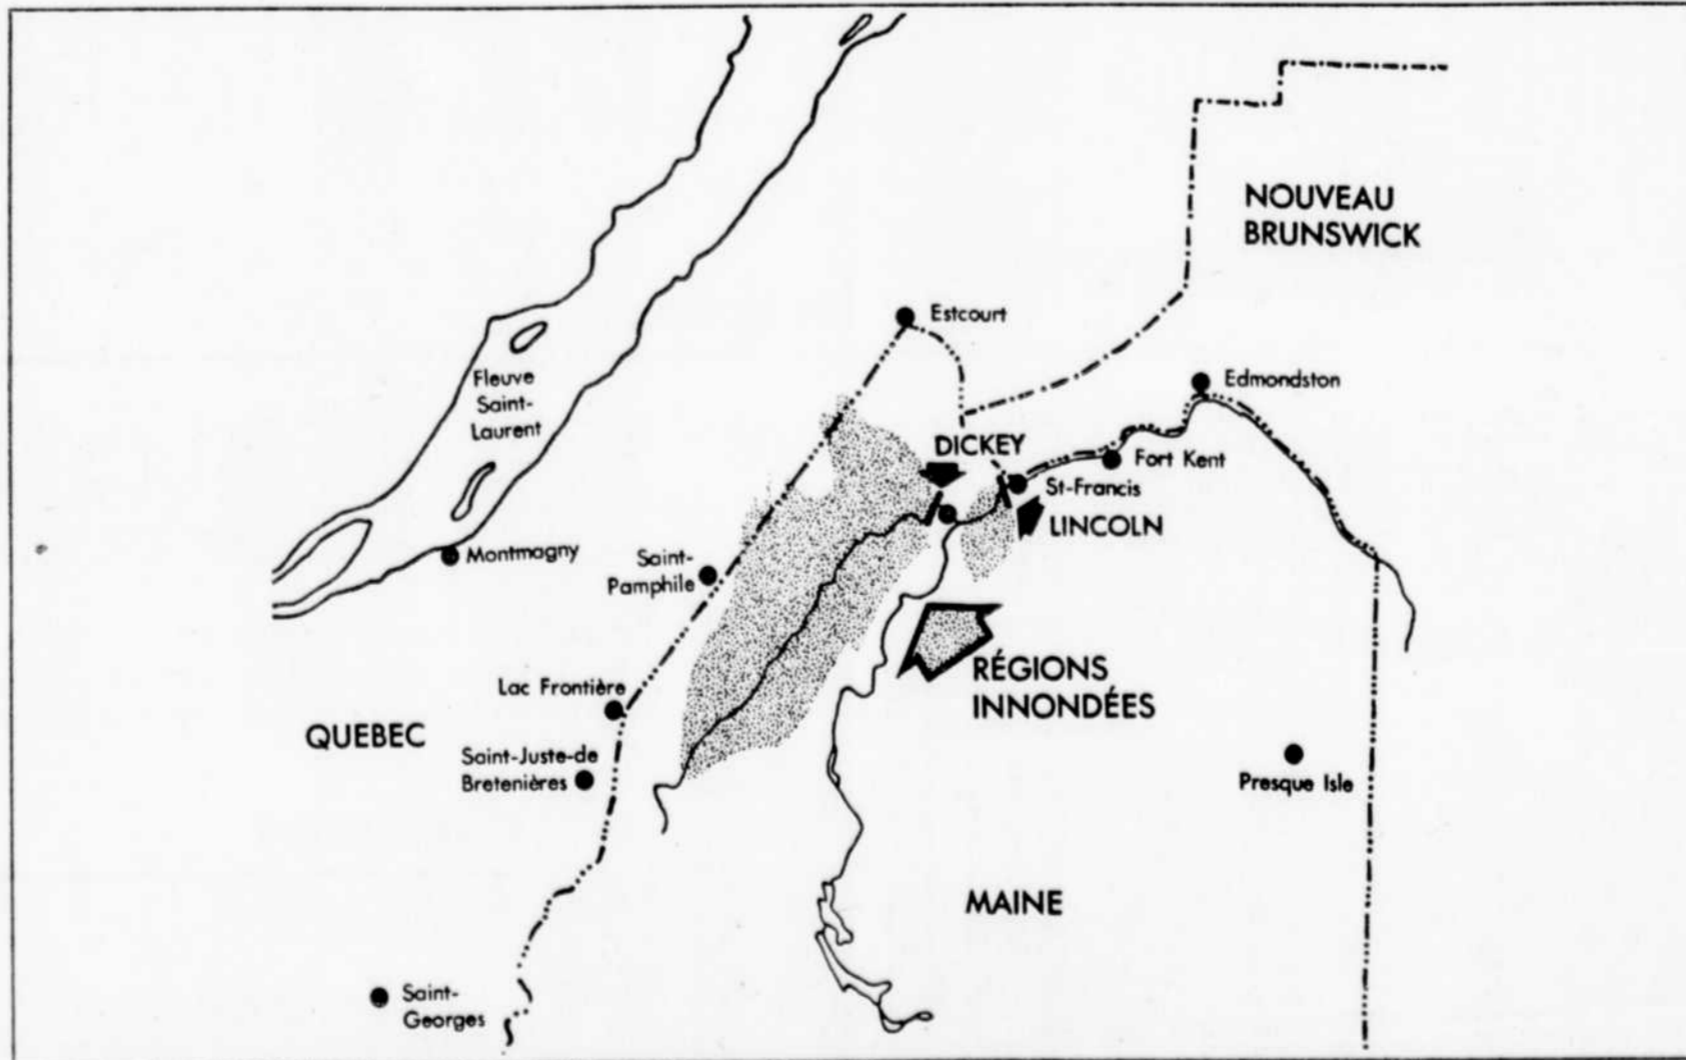 NOUVEAU
BRUNSWICK
Estcourt
Fleuve
Saint-
Laurent
Edmondston
DICKEY
Fort Kent
St-Francis
LINCOLN
Montmagny
Saint-
Pamphile
RÉGIONS
INNONDÉES
Lac Frontière
QUEBEC
Saint-Juste-de
Bretenières
Presque Isle
MAINE
Saint-
Georges